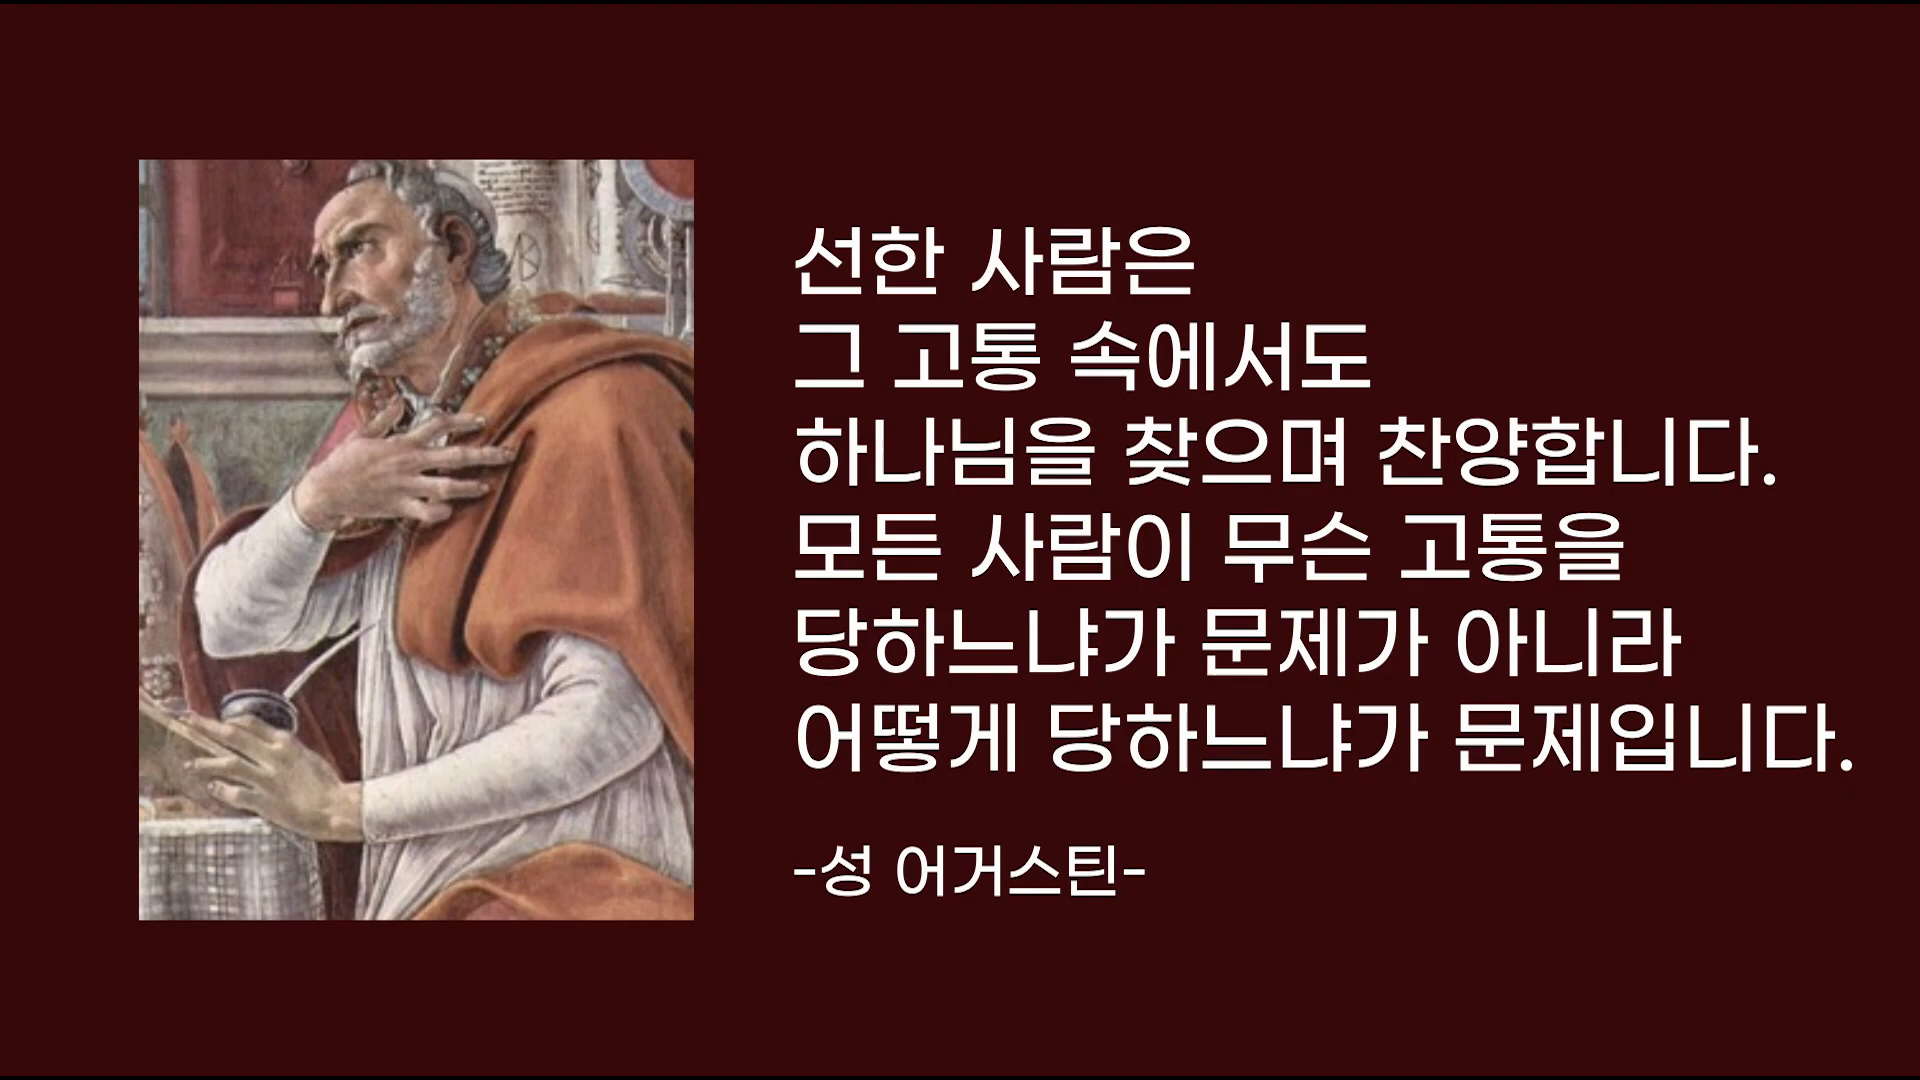 선한 사람은
그 고통 속에서도
하나님을 찾으며 찬양합니다.
모든 사람이 무슨 고통을
당하느냐가 문제가 아니라
어떻게 당하느냐가 문제입니다.
-성 어거스틴-